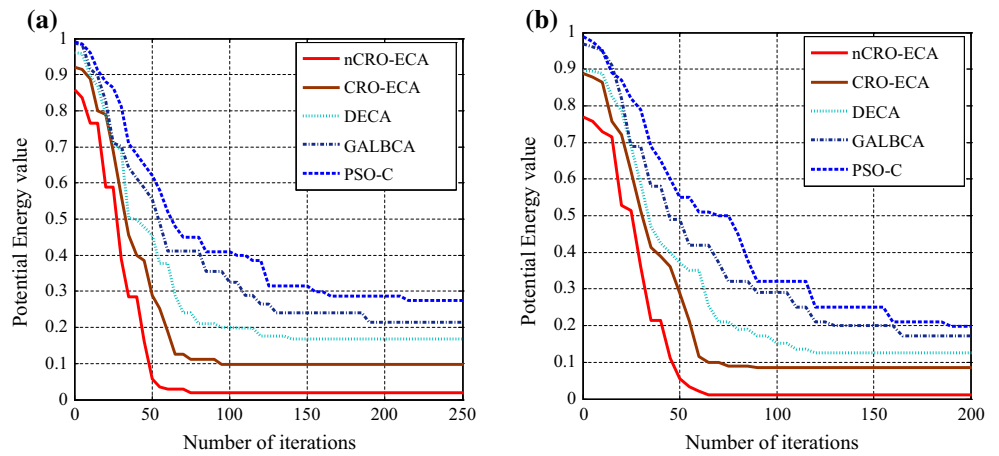 (a)
Potential Energy value
1
0.9
0.8
0.7
0.6
0.5
0.4
0.3
0.2
0.1
0
0 50 100 150 200 250
Number of iterations
nCRO-ECA
CRO-ECA
DECA
GALBCA
PSO-C
(b)
Potential Energy value
1
0.9
0.8
0.7
0.6
0.5
0.4
0.3
0.2
0.1
0
0 50 100 150 200
Number of iterations
nCRO-ECA
CRO-ECA
DECA
GALBCA
PSO-C